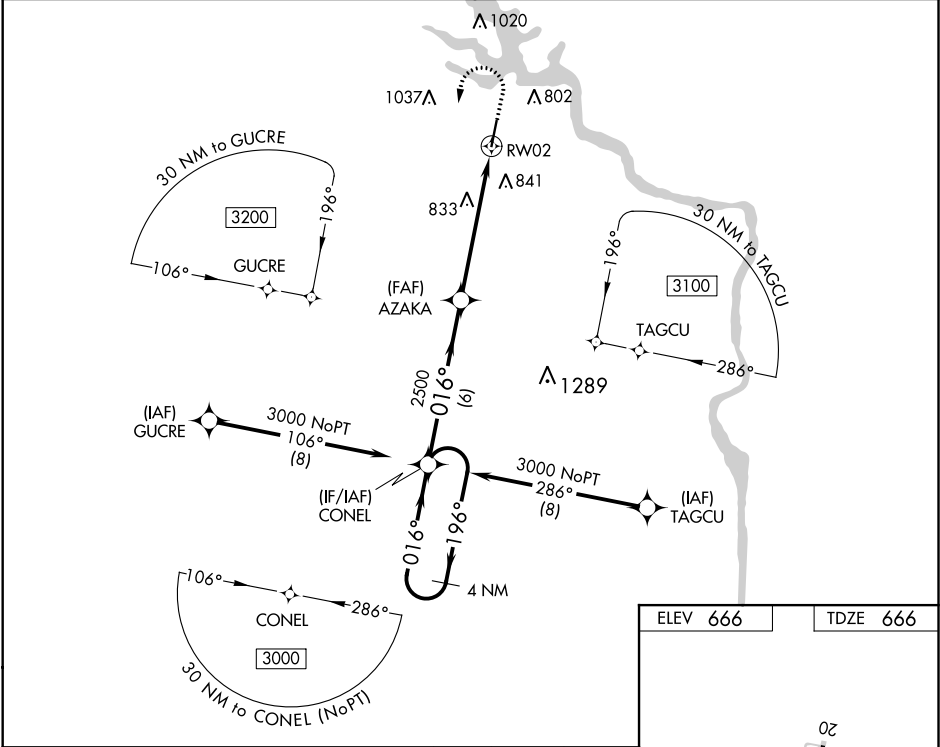 1020
1037
802
RW02
841
833
30 NM to GUCRE
3200
196°
106°
GUCRE
30 NM to TAGCU
196°
3100
TAGCU
286°
(FAF)
AZAKA
1289
2500
016°
(6)
(IAF)
GUCRE
3000 NoPT
106°
(8)
(IF/IAF)
CONEL
3000 NoPT
286°
(8)
(IAF)
TAGCU
016°
196°
4 NM
106°
286°
CONEL
3000
30 NM to CONEL (NoPT)
ELEV 666
TDZE 666
20